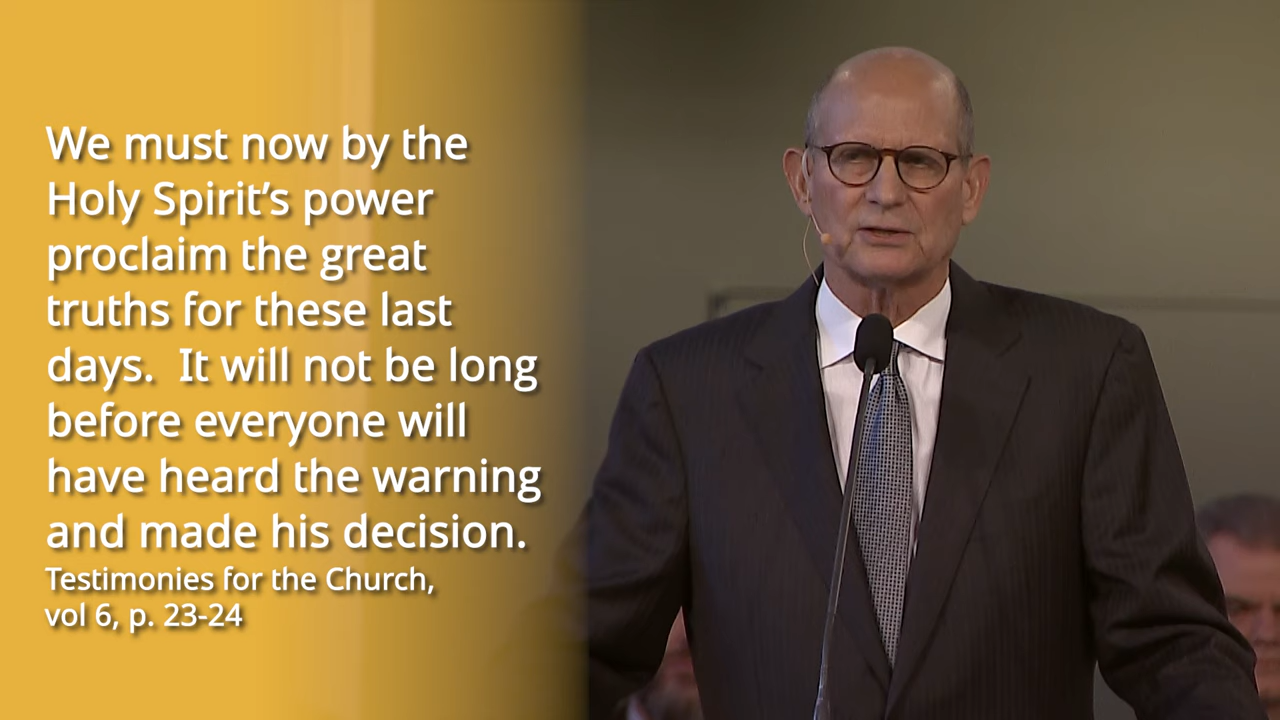 We must now by the
Holy Spirit’s power
proclaim the great
truths for these last
days.  It will not be long
before everyone will
have heard the warning
and made his decision.
Testimonies for the Church,
vol 6, p. 23-24